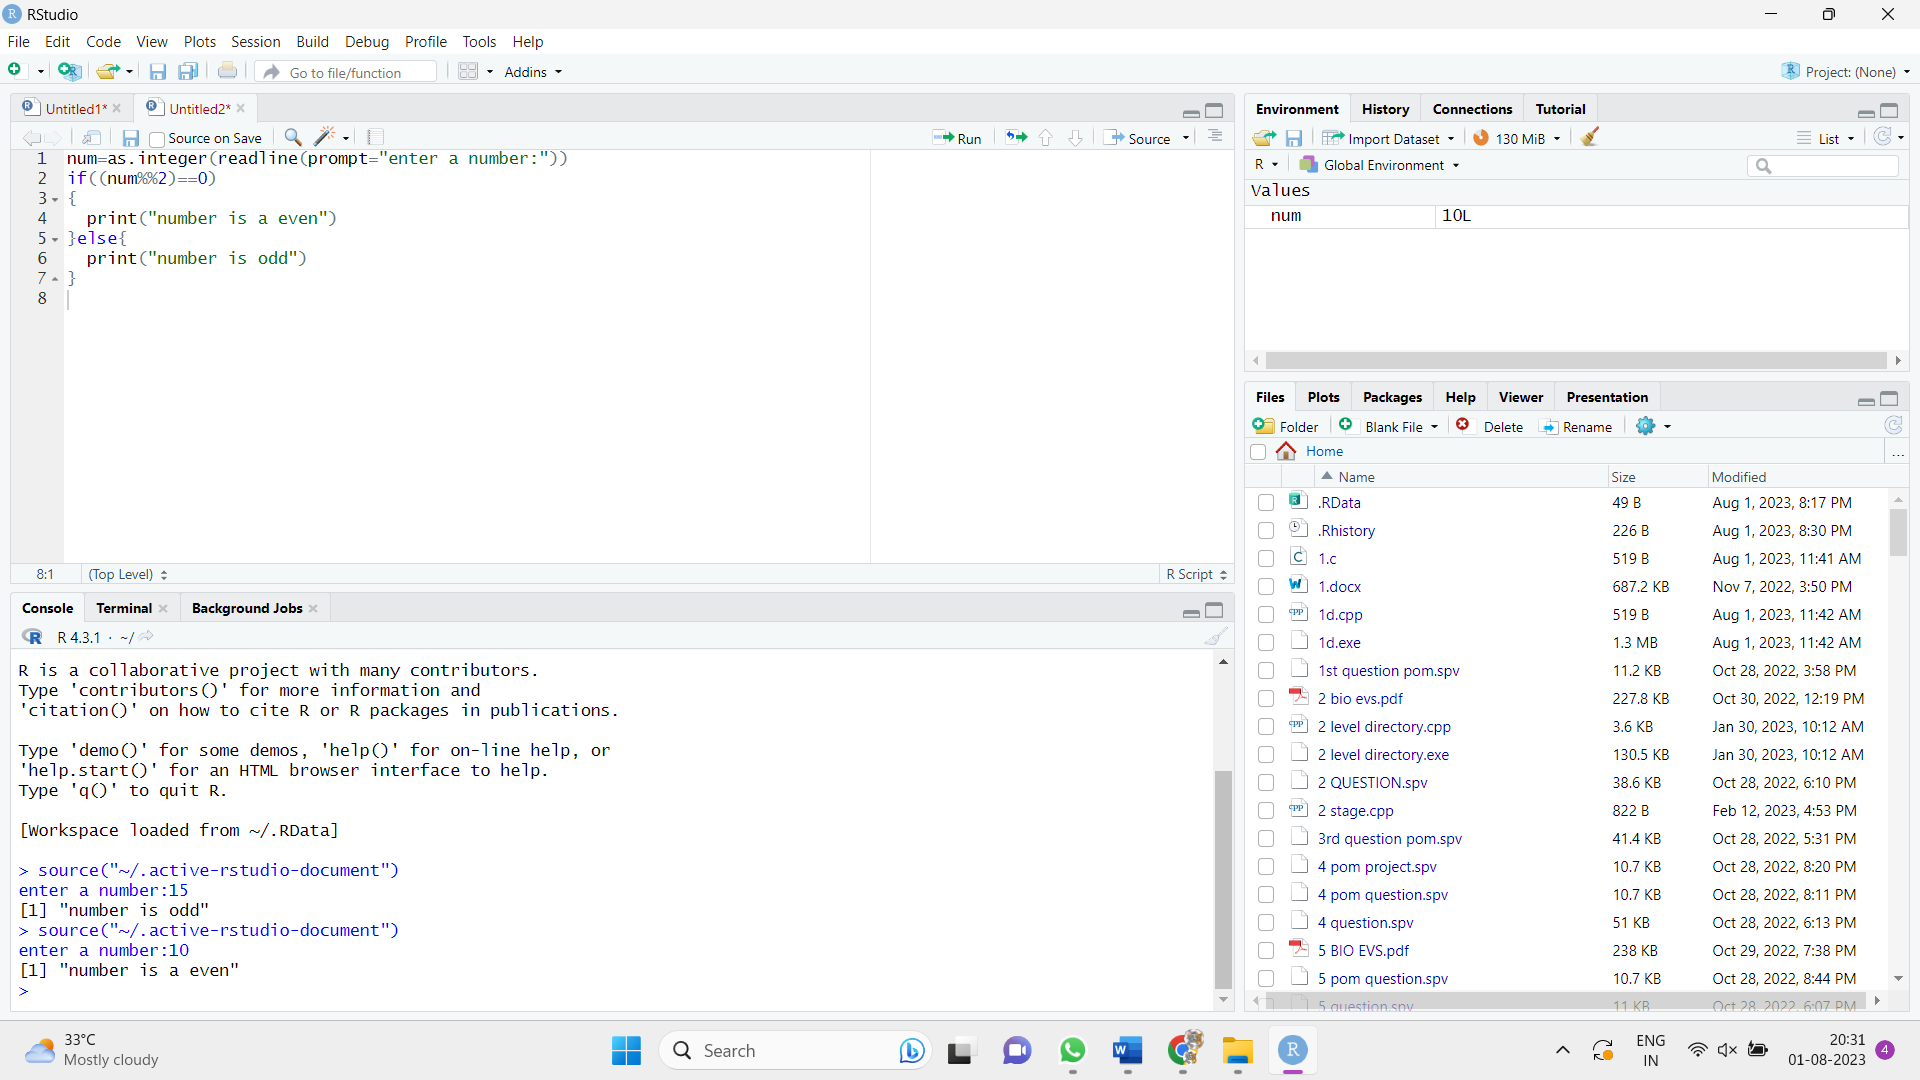 RStudio
File Edit Code View Plots Session Build Debug Profile Tools Help
Go to file/function Addins Project: (None)
Untitled1* Untitled2*
Source on Save Run Source
1 num=as.integer(readline(prompt="enter a number:"))
2 if((num%%2)==0)
3 {
4 print("number is a even")
5 }else{
6 print("number is odd")
7 }
8
8:1 (Top Level) R Script
Console Terminal Background Jobs
R 4.3.1 · ~/
R is a collaborative project with many contributors.
Type 'contributors()' for more information and
'citation()' on how to cite R or R packages in publications.
Type 'demo()' for some demos, 'help()' for on-line help, or
'help.start()' for an HTML browser interface to help.
Type 'q()' to quit R.
[Workspace loaded from ~/.RData]
> source("~/.active-rstudio-document")
enter a number:15
[1] "number is odd"
> source("~/.active-rstudio-document")
enter a number:10
[1] "number is a even"
>
Environment History Connections Tutorial
Import Dataset 130 MiB List
R Global Environment
Values
num 10L
Files Plots Packages Help Viewer Presentation
Folder Blank File Delete Rename
Home ...
Name Size Modified
.RData 49 B Aug 1, 2023, 8:17 PM
.Rhistory 226 B Aug 1, 2023, 8:30 PM
1.c 519 B Aug 1, 2023, 11:41 AM
1.docx 687.2 KB Nov 7, 2022, 3:50 PM
1d.cpp 519 B Aug 1, 2023, 11:42 AM
1d.exe 1.3 MB Aug 1, 2023, 11:42 AM
1st question pom.spv 11.2 KB Oct 28, 2022, 3:58 PM
2 bio evs.pdf 227.8 KB Oct 30, 2022, 12:19 PM
2 level directory.cpp 3.6 KB Jan 30, 2023, 10:12 AM
2 level directory.exe 130.5 KB Jan 30, 2023, 10:12 AM
2 QUESTION.spv 38.6 KB Oct 28, 2022, 6:10 PM
2 stage.cpp 822 B Feb 12, 2023, 4:53 PM
3rd question pom.spv 41.4 KB Oct 28, 2022, 5:31 PM
4 pom project.spv 10.7 KB Oct 28, 2022, 8:20 PM
4 pom question.spv 10.7 KB Oct 28, 2022, 8:11 PM
4 question.spv 51 KB Oct 28, 2022, 6:13 PM
5 BIO EVS.pdf 238 KB Oct 29, 2022, 7:38 PM
5 pom question.spv 10.7 KB Oct 28, 2022, 8:44 PM
5 question.spv 11 KB Oct 28, 2022, 6:07 PM
33°C
Mostly cloudy
Search
ENG
IN
20:31
01-08-2023
4